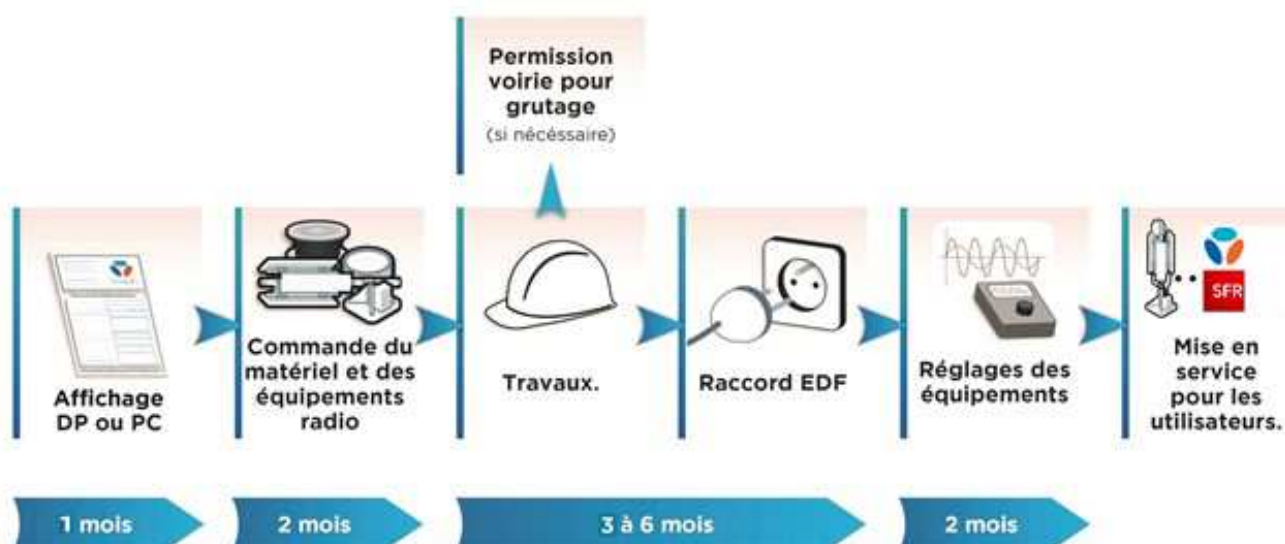 Permission
voirie pour
grutage
(si nécéssaire)
Affichage
DP ou PC
Commande du
matériel et des
équipements
radio
Travaux.
Raccord EDF
Réglages des
équipements
SFR
Mise en
service
pour les
utilisateurs.
1 mois
2 mois
3 à 6 mois
2 mois